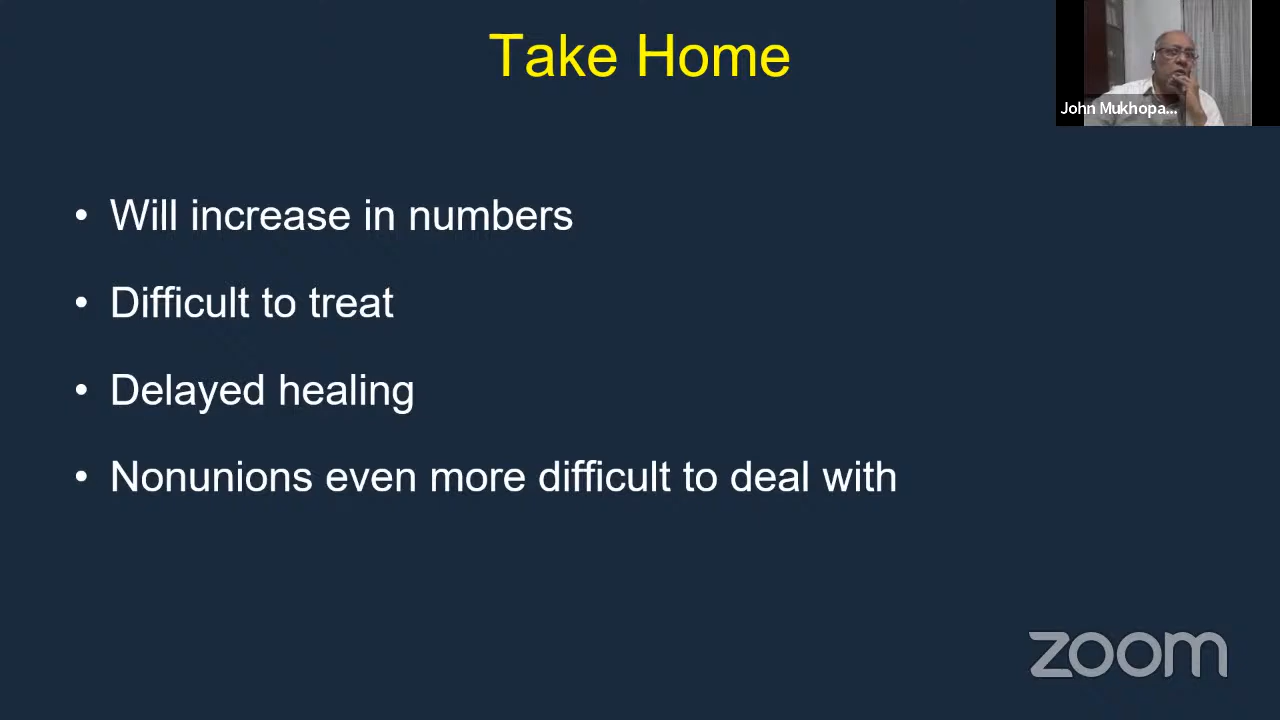 Take Home
John Mukhopa...
• Will increase in numbers
• Difficult to treat
• Delayed healing
• Nonunions even more difficult to deal with
zoom